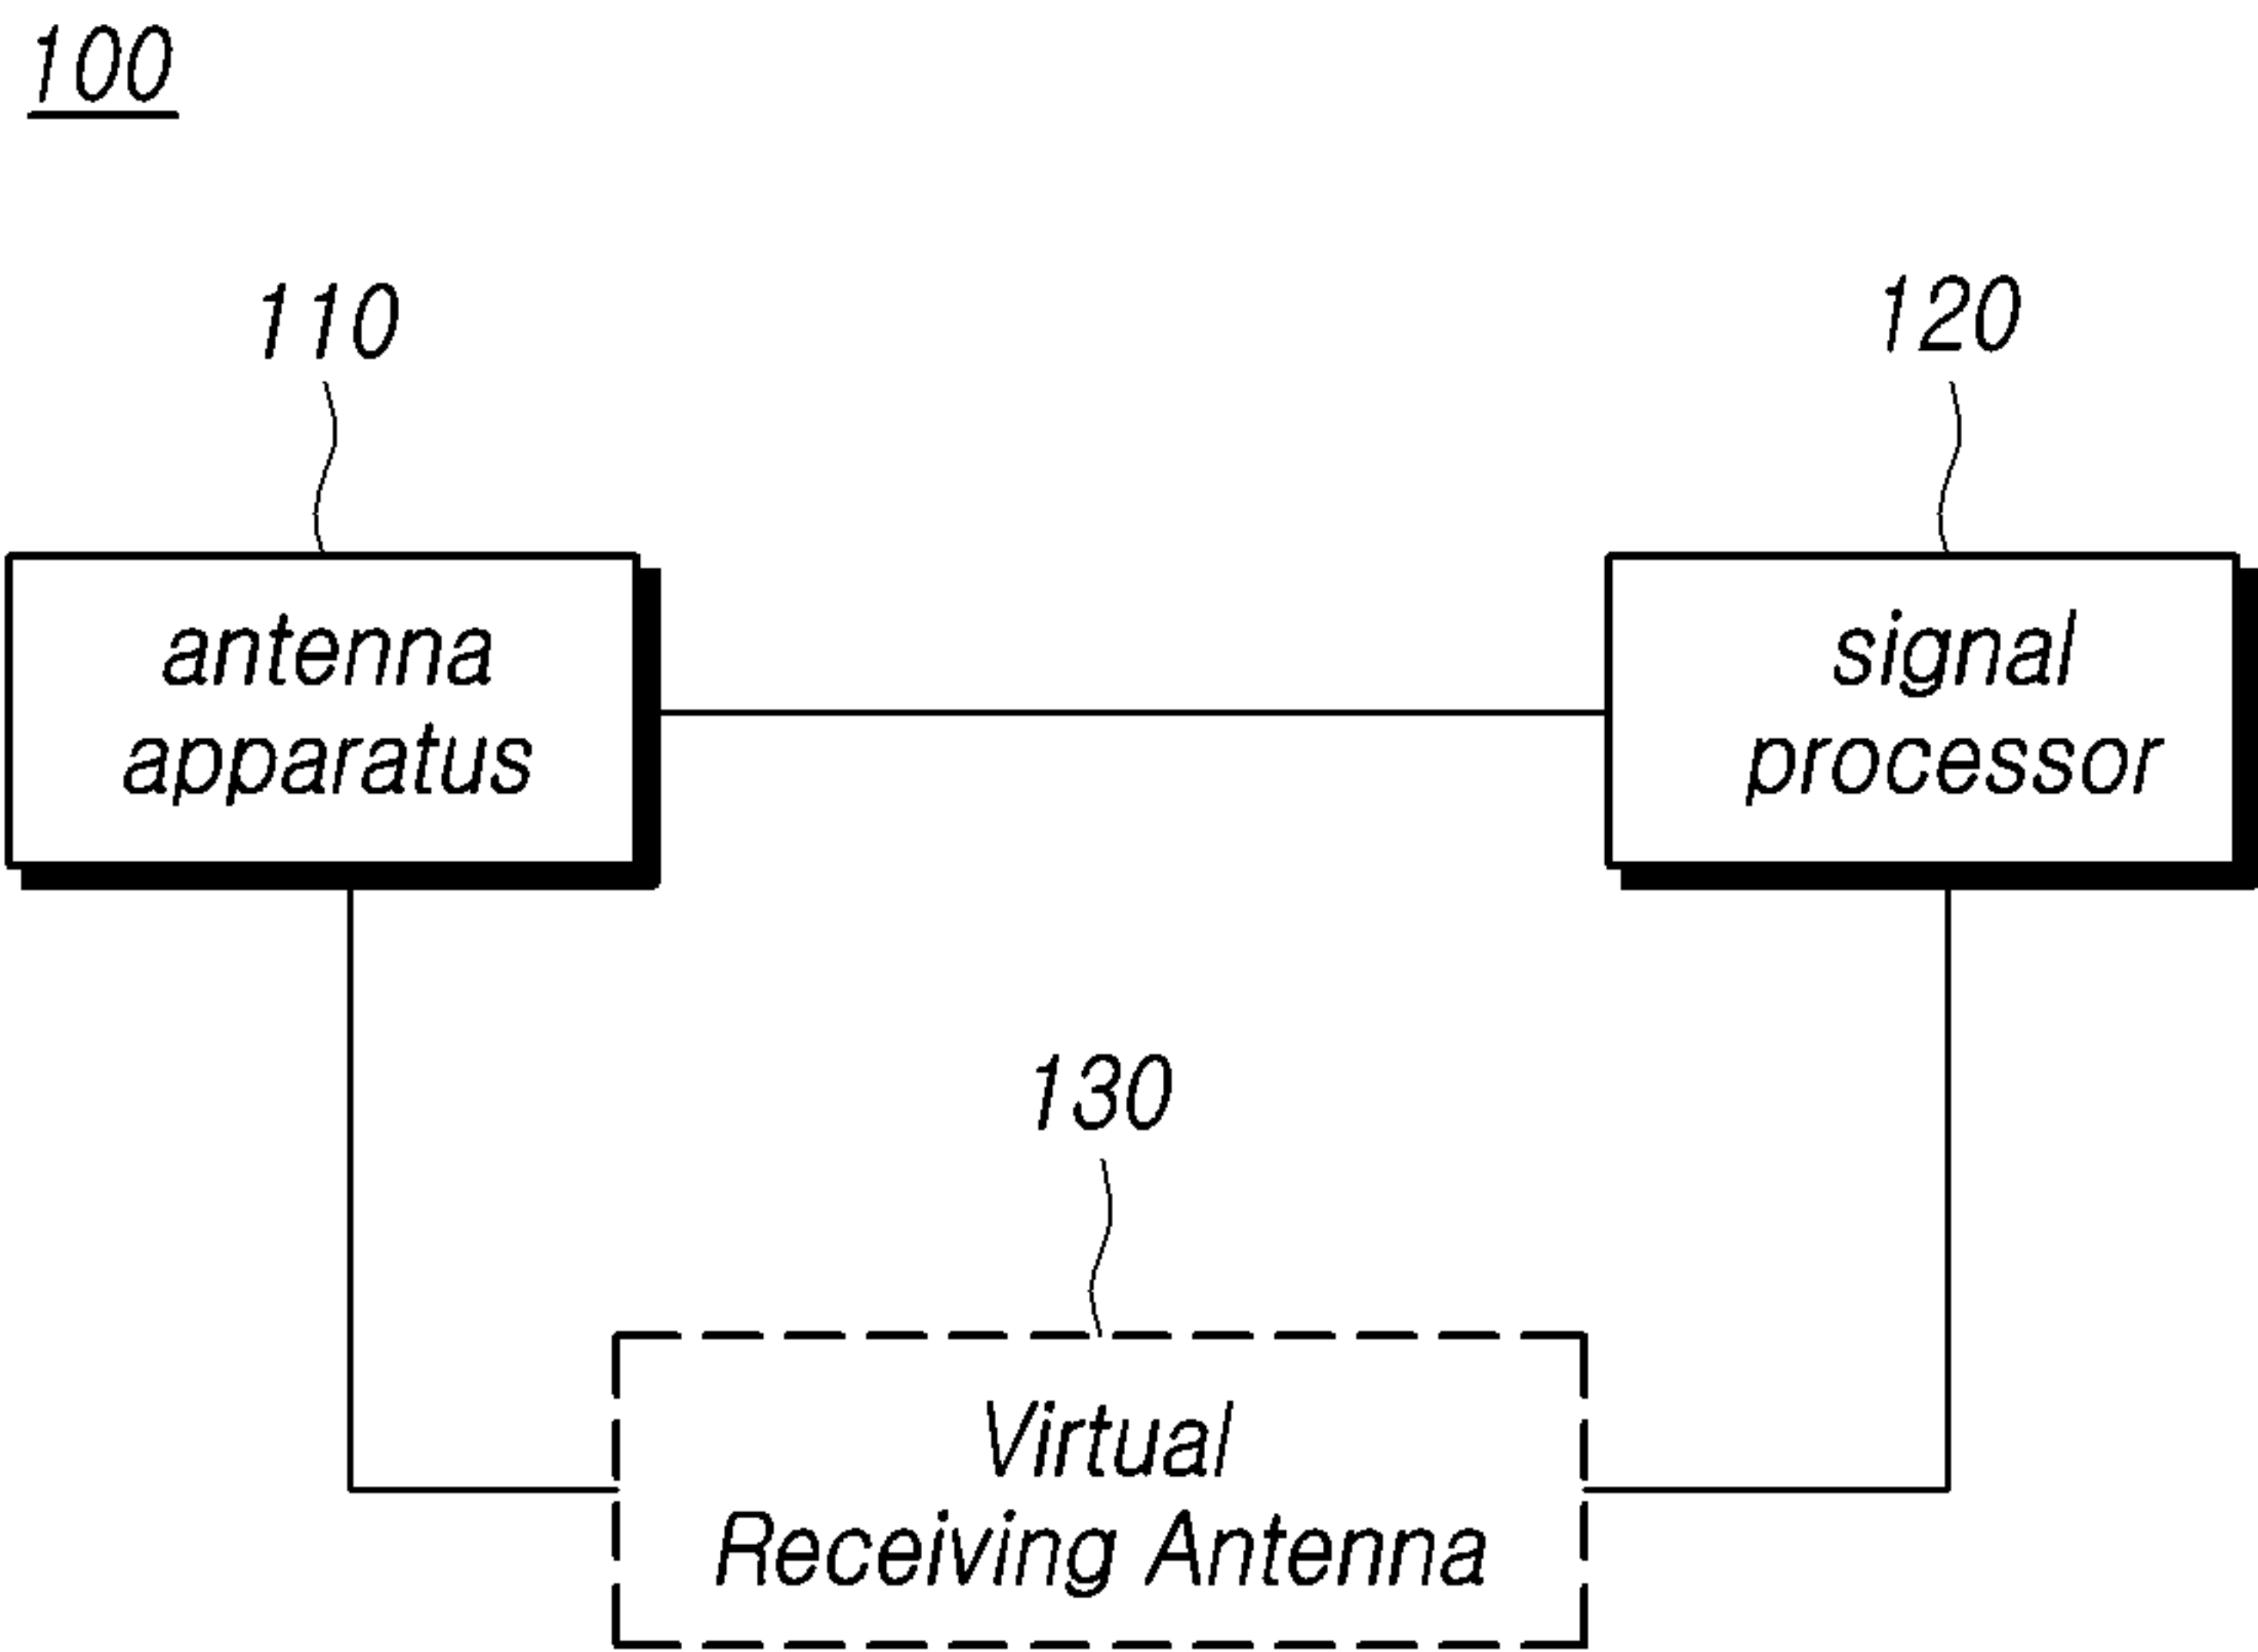 100
110
120
antenna
apparatus
signal
processor
130
Virtual
Receiving Antenna